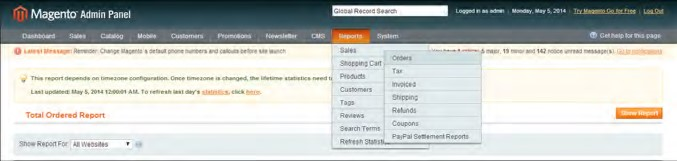 Magento Admin Panel
Global Record Search
Logged in as admin | Monday, May 5, 2014 | Try Magento Go for Free | Log Out
Dashboard Sales Catalog Mobile Customers Promotions Newsletter CMS Reports System
Get help for this page
Latest Message: Reminder: Change Magento's default phone numbers and callouts before site launch
major, 19 minor and 142 notice unread message(s).
This report depends on timezone configuration. Once timezone is changed, the lifetime statistics need t
Last updated: May 5, 2014 12:00:01 AM. To refresh last day's statistics, click here.
Sales
Shopping Cart
Products
Customers
Tags
Reviews
Search Terms
Refresh Statistic
Orders
Tax
Invoiced
Shipping
Refunds
Coupons
PayPal Settlement Reports
Total Ordered Report
Show Report
Show Report For: All Websites